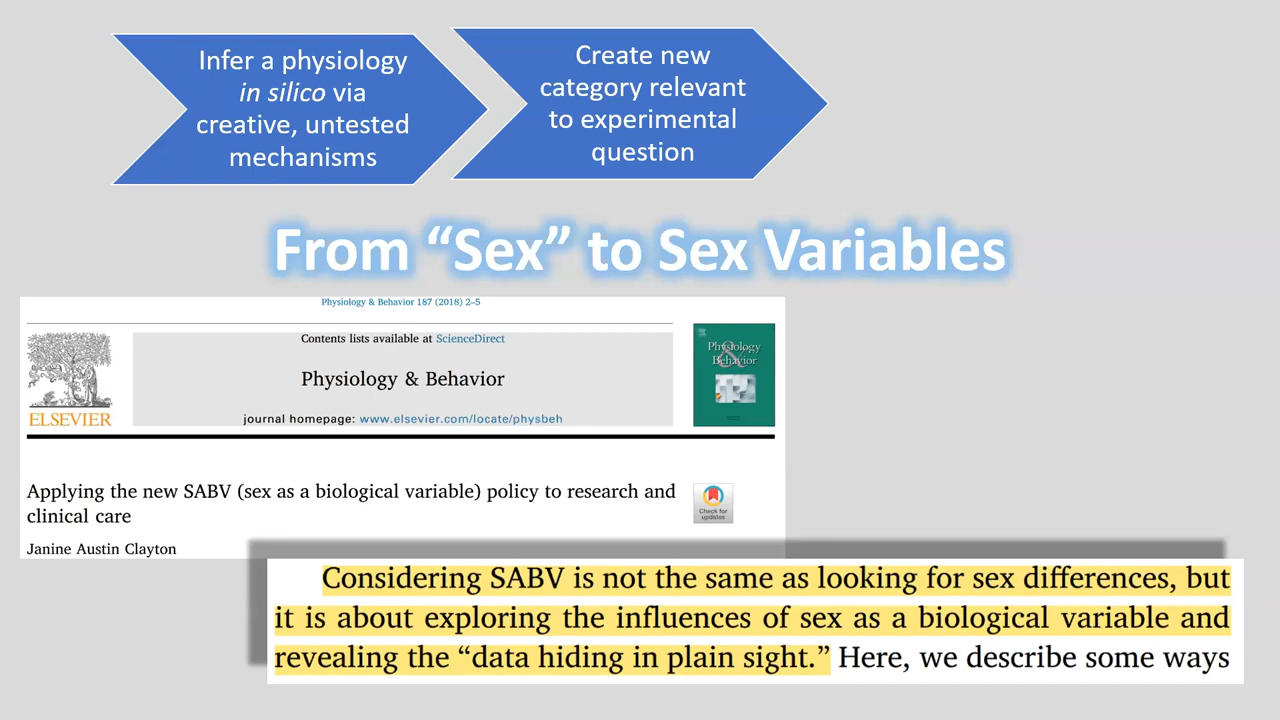 Infer a physiology
in silico via
creative, untested
mechanisms
Create new
category relevant
to experimental
question
From “Sex” to Sex Variables
Physiology & Behavior 187 (2018) 2–5
Contents lists available at ScienceDirect
Physiology & Behavior
journal homepage: www.elsevier.com/locate/physbeh
ELSEVIER
Physiology
&
Behavior
Applying the new SABV (sex as a biological variable) policy to research and
clinical care
Check for
updates
Janine Austin Clayton
Considering SABV is not the same as looking for sex differences, but
it is about exploring the influences of sex as a biological variable and
revealing the “data hiding in plain sight.” Here, we describe some ways